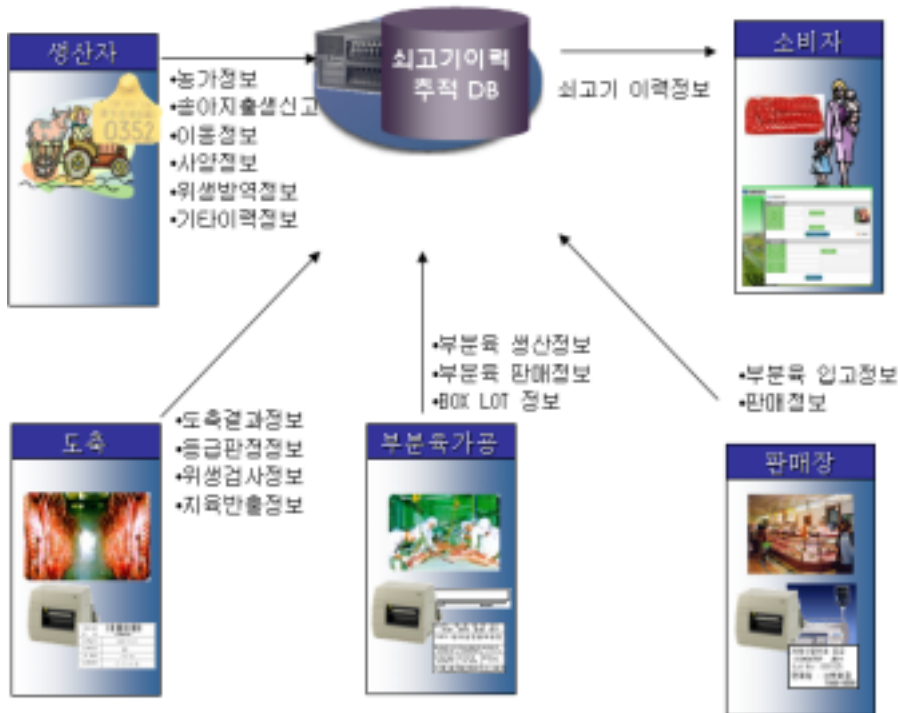 생산자
0352
•농가정보
•송아지출생신고
•이동정보
•사양정보
•위생방역정보
•기타이력정보
쇠고기이력
추적 DB
쇠고기 이력정보
소비자
•도축결과정보
•등급판정정보
•위생검사정보
•지육반출정보
•부분육 생산정보
•부분육 판매정보
•BOX LOT 정보
•부분육 입고정보
•판매정보
도축
부분육가공
판매장